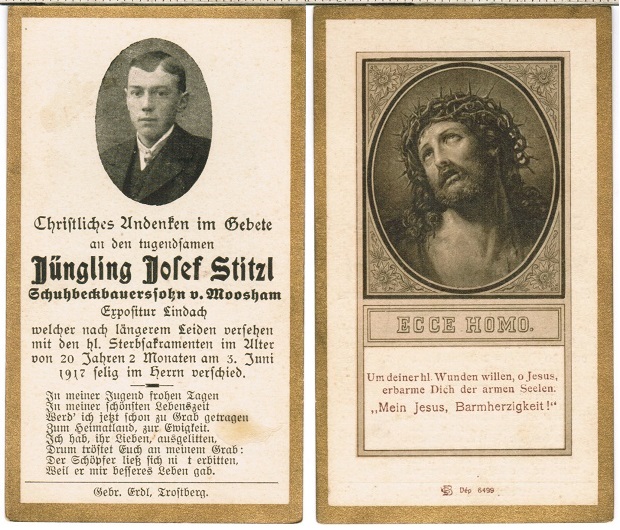 Christliches Andenken im Gebete
an den tugendsamen
Jüngling Josef Stitzl
Schuhbeckbauerssohn v. Moosham
Expositur Lindach
welcher nach längerem Leiden versehen
mit den hl. Sterbsakramenten im Alter
von 20 Jahren 2 Monaten am 3. Juni
1917 selig im Herrn verschied.
In meiner Jugend frohen Tagen
In meiner schönsten Lebenszeit
Werd' ich jetzt schon zu Grab getragen
Zum Heimatland, zur Ewigkeit.
Ich hab, ihr Lieben, ausgelitten,
Drum tröstet Euch an meinem Grab:
Der Schöpfer ließ sich ni t erbitten,
Weil er mir besseres Leben gab.
Gebr. Erdl, Trostberg.
ECCE HOMO.
Um deiner hl. Wunden willen, o Jesus,
erbarme Dich der armen Seelen.
„Mein Jesus, Barmherzigkeit!"
Dép 6499